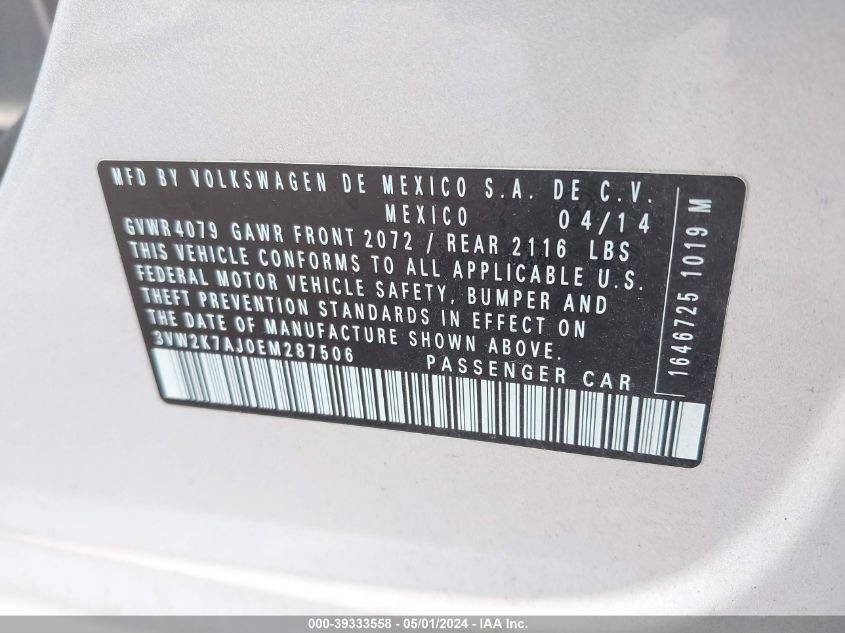 MFD BY VOLKSWAGEN DE MEXICO S.A. DE C.V.
MEXICO 04/14
GVWR 4079 GAWR FRONT 2072 / REAR 2116 LBS
THIS VEHICLE CONFORMS TO ALL APPLICABLE U.S.
FEDERAL MOTOR VEHICLE SAFETY, BUMPER AND
THEFT PREVENTION STANDARDS IN EFFECT ON
THE DATE OF MANUFACTURE SHOWN ABOVE.
3VW2K7AJ0EM287506 PASSENGER CAR
1646725 1019 M
000-39333558 - 05/01/2024 - IAA Inc.